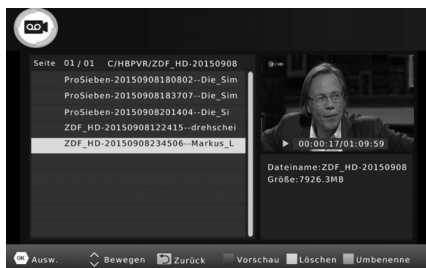 Seite 01/01 C/HBPVR/ZDF_HD-20150908
ProSieben-20150908180802--Die_Sim
ProSieben-20150908183707--Die_Sim
ProSieben-20150908201404--Die_Si
ZDF_HD-20150908122415--drehschei
ZDF_HD-20150908234506--Markus_L
00:00:17/01:09:59
Dateiname:ZDF_HD-20150908
Größe:7926.3MB
OK Ausw. Bewegen Zurück Vorschau Löschen Umbenenne